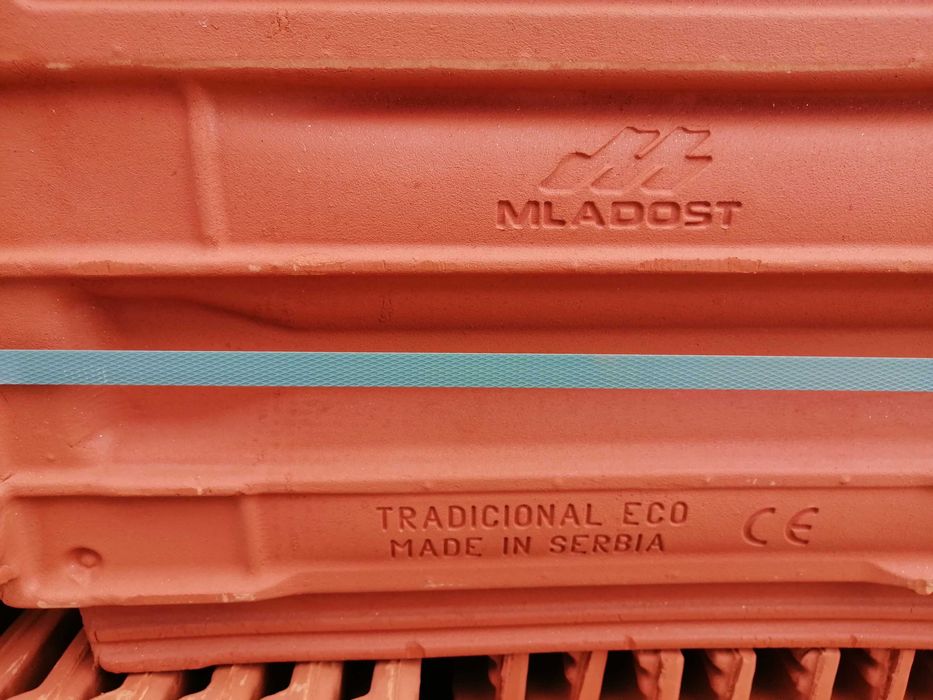 MLADOST
TRADICIONAL ECO
MADE IN SERBIA
CE